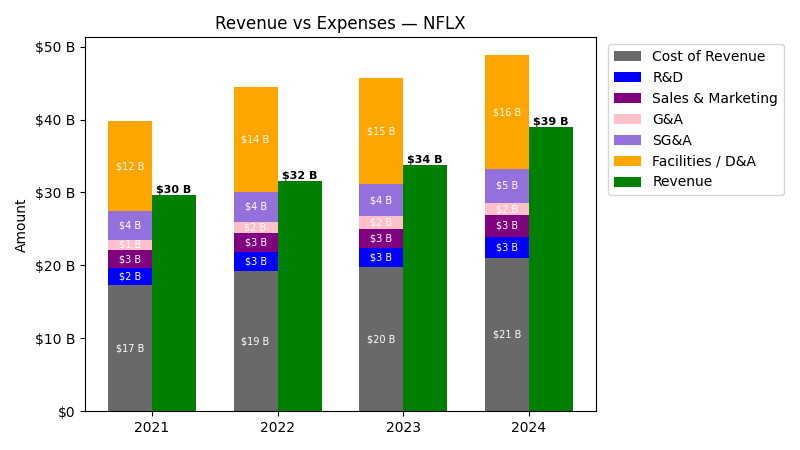 Revenue vs Expenses — NFLX
$50 B
$40 B
$30 B
$20 B
$10 B
$0
Amount
$12 B
$4 B
$1 B
$3 B
$2 B
$17 B
$30 B
$14 B
$4 B
$2 B
$3 B
$3 B
$19 B
$32 B
$15 B
$4 B
$2 B
$3 B
$3 B
$20 B
$34 B
$16 B
$5 B
$2 B
$3 B
$3 B
$21 B
$39 B
2021 2022 2023 2024
Cost of Revenue
R&D
Sales & Marketing
G&A
SG&A
Facilities / D&A
Revenue